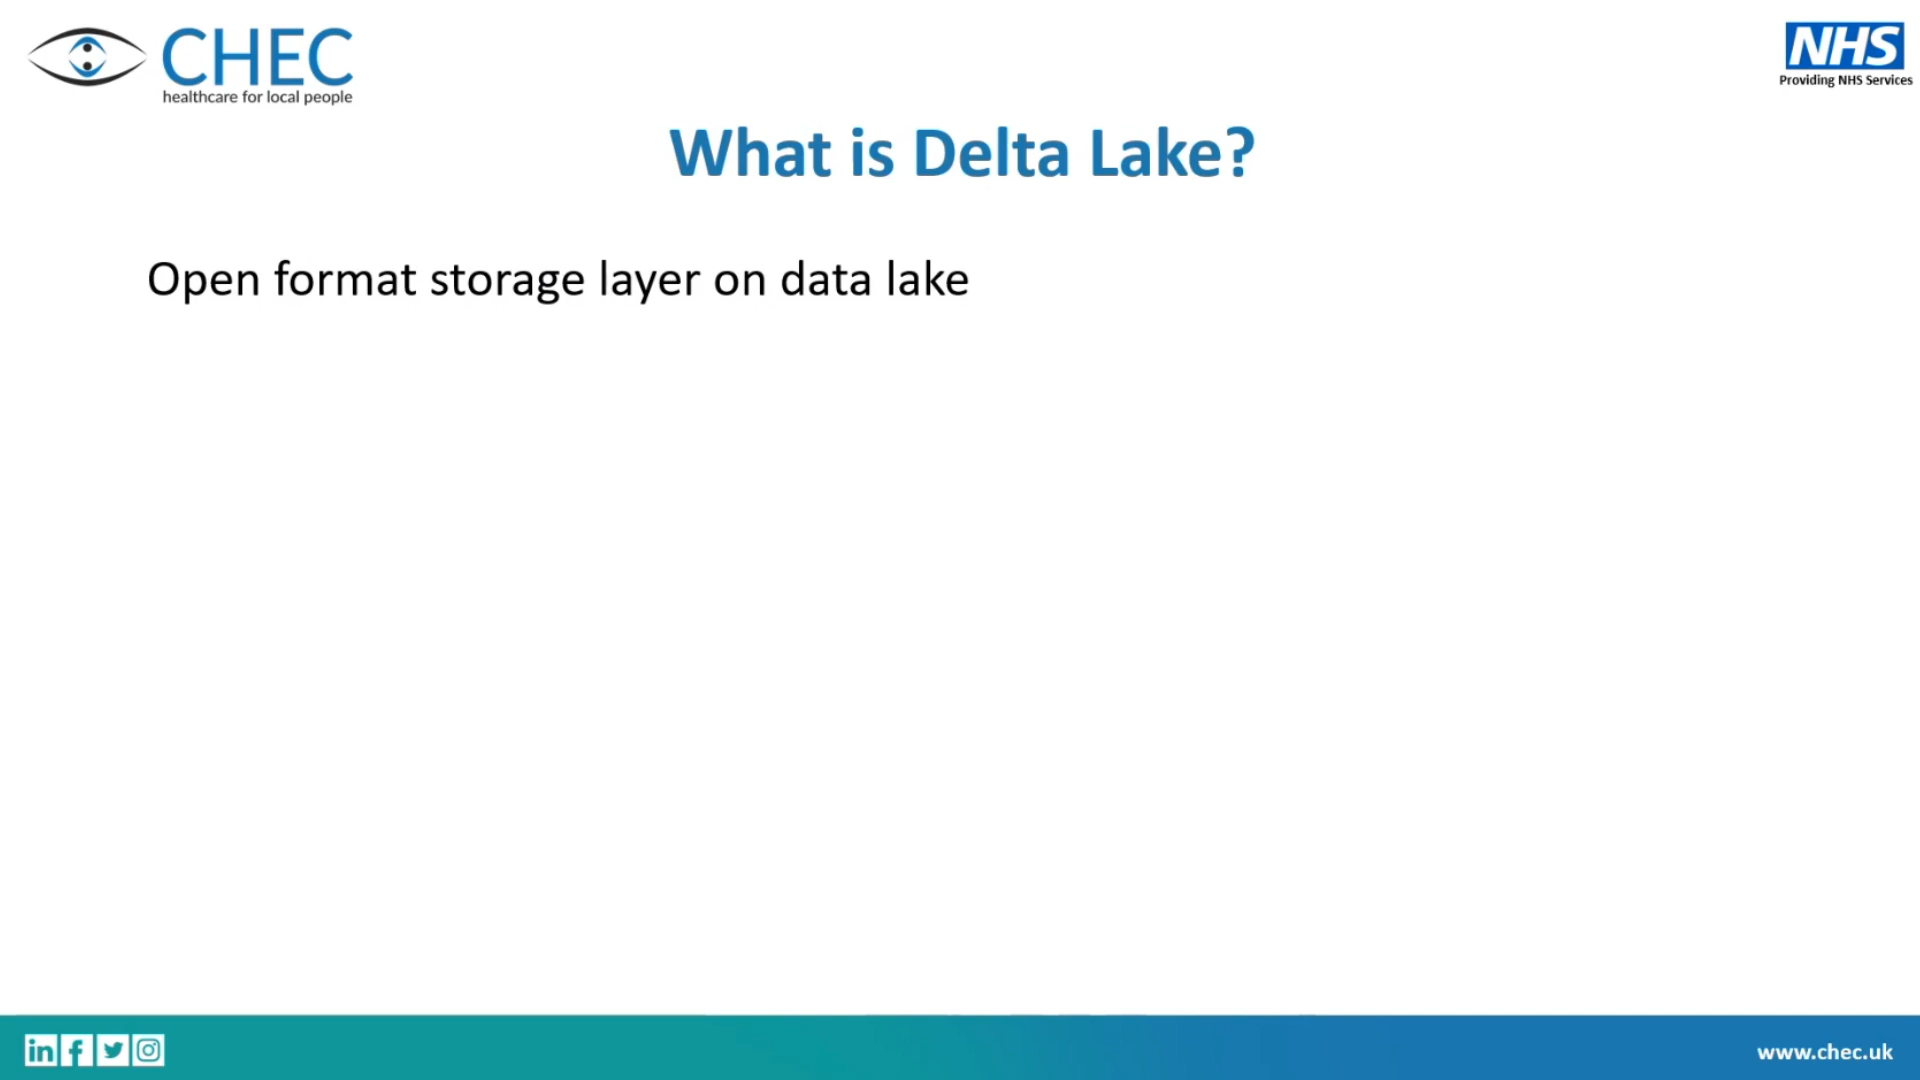 CHEC
healthcare for local people
NHS
Providing NHS Services
What is Delta Lake?
Open format storage layer on data lake
in f
www.chec.uk